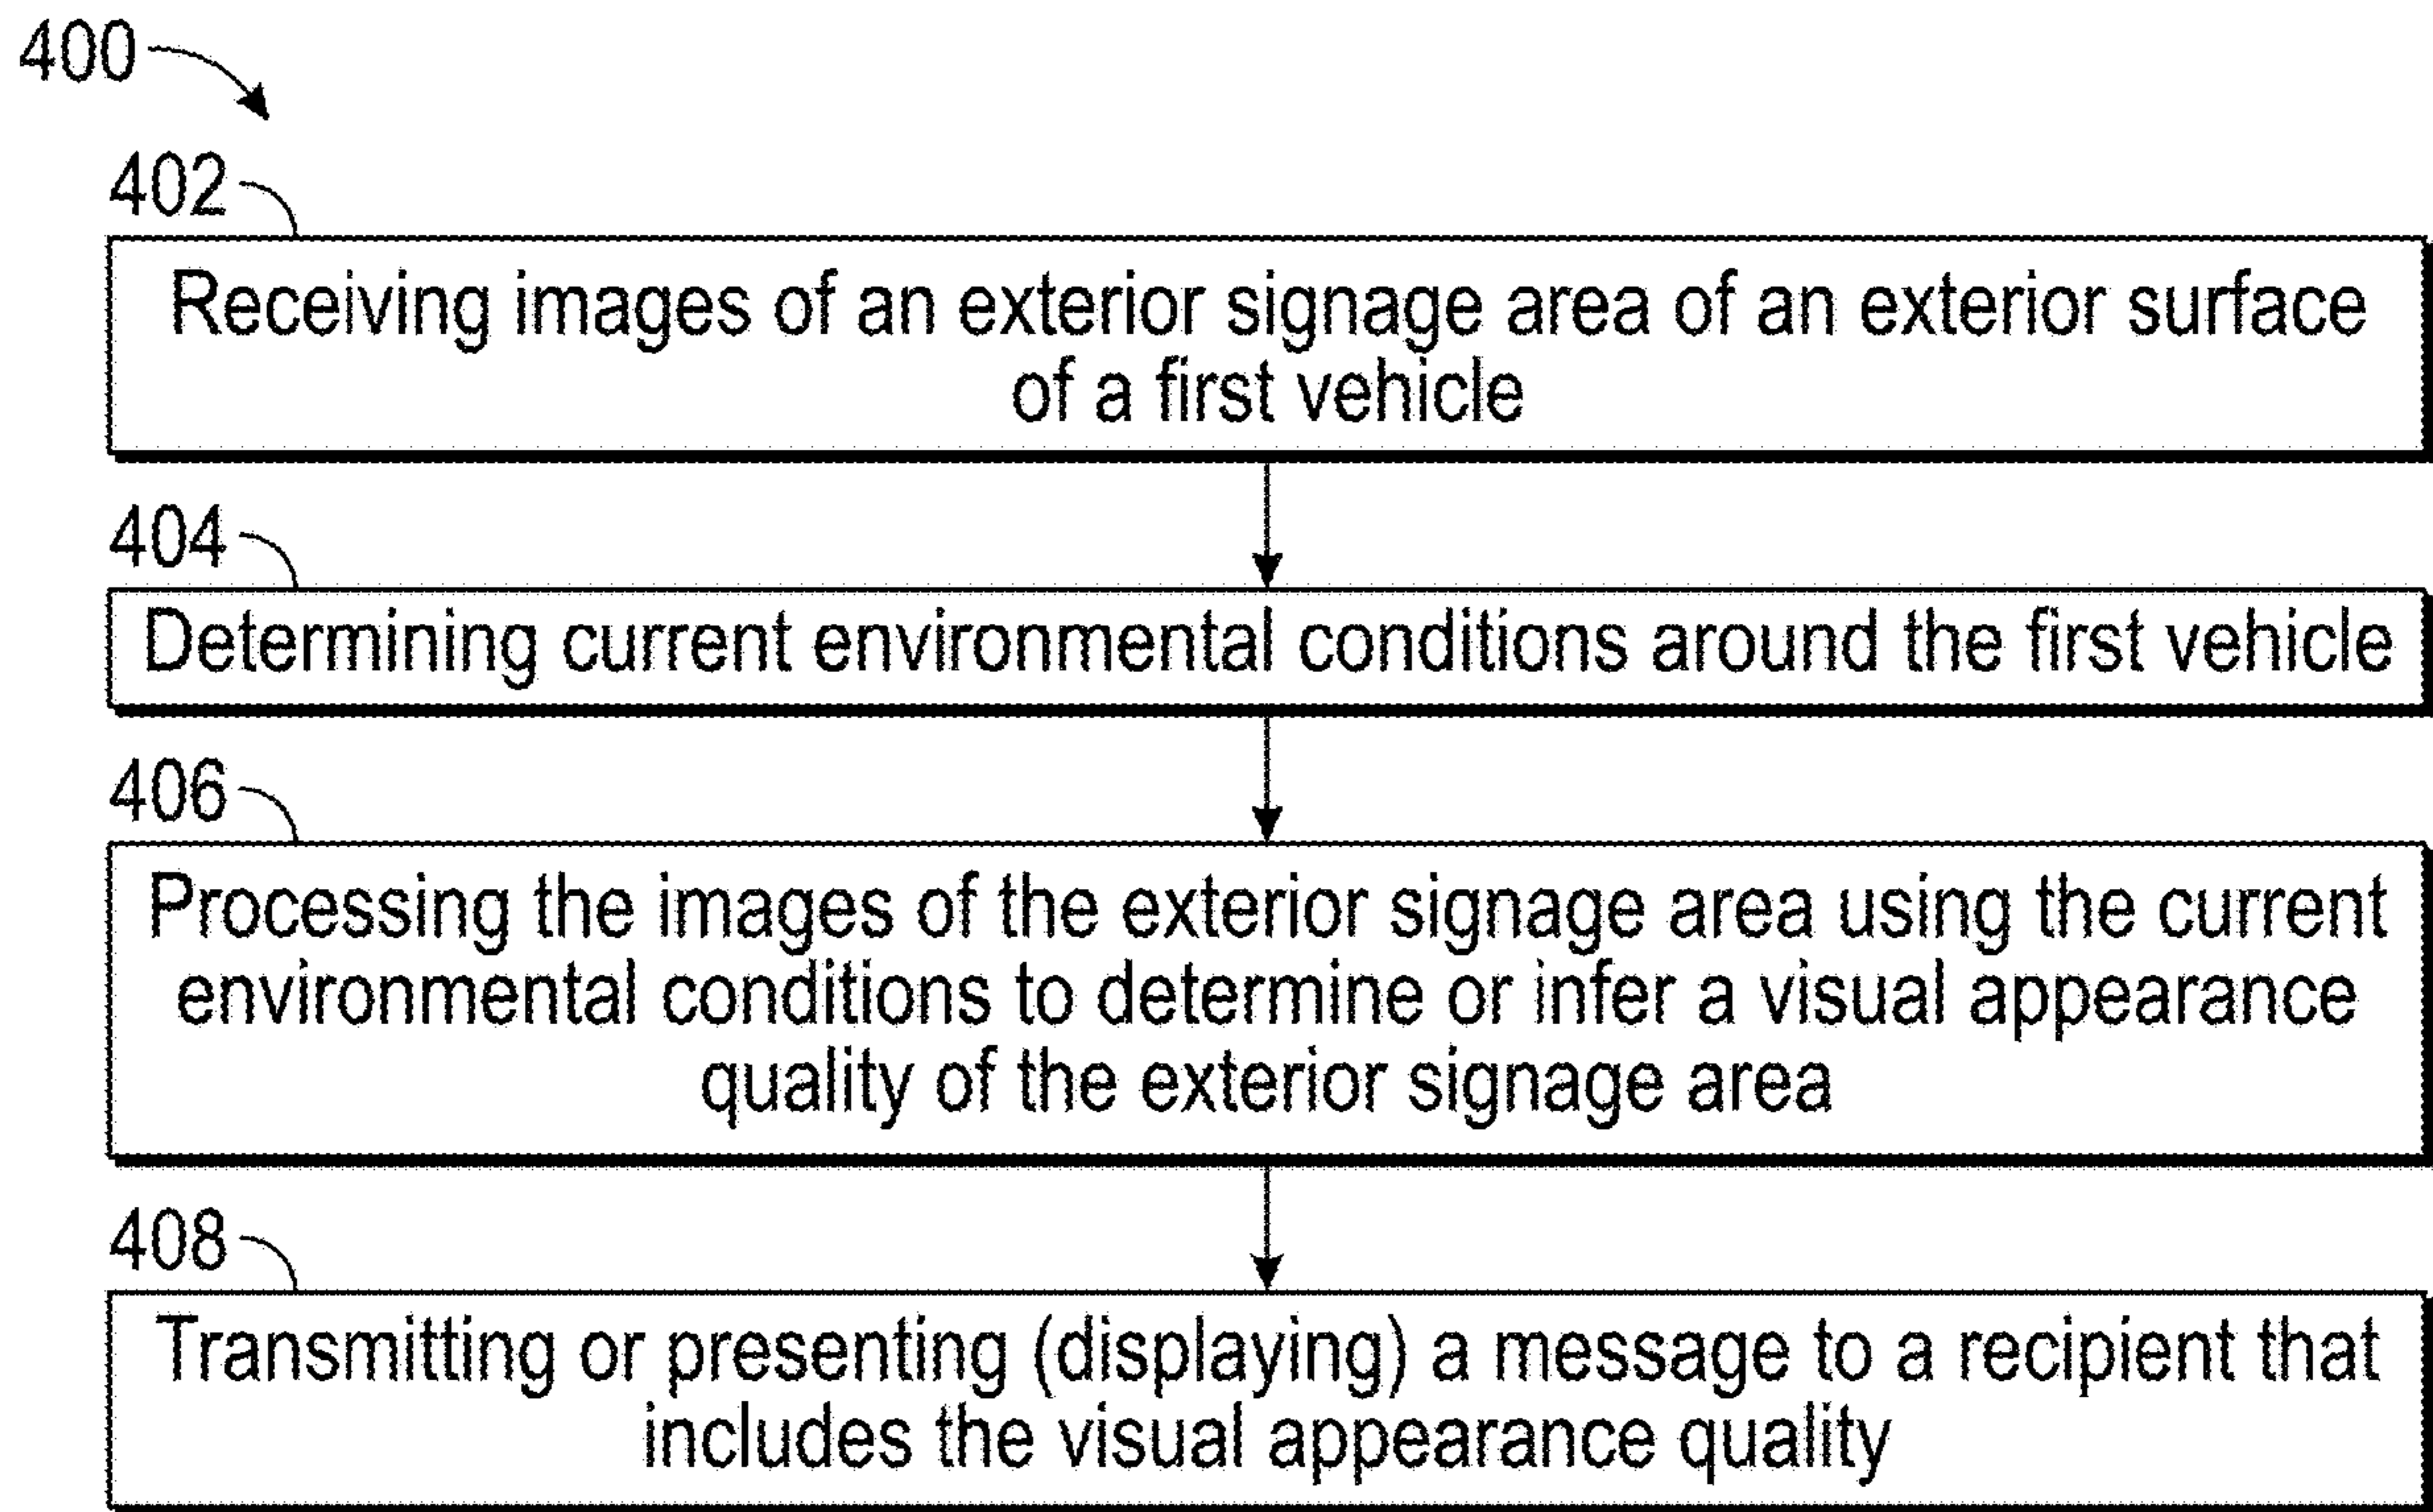 400
402
Receiving images of an exterior signage area of an exterior surface
of a first vehicle
404
Determining current environmental conditions around the first vehicle
406
Processing the images of the exterior signage area using the current
environmental conditions to determine or infer a visual appearance
quality of the exterior signage area
408
Transmitting or presenting (displaying) a message to a recipient that
includes the visual appearance quality